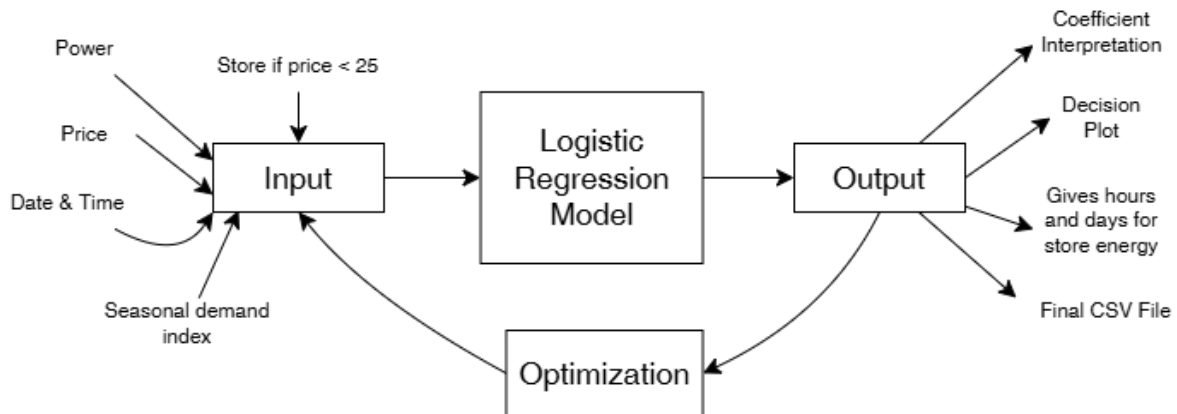 Power
Store if price < 25
Price
Date & Time
Seasonal demand
index
Input
Logistic
Regression
Model
Optimization
Output
Coefficient
Interpretation
Decision
Plot
Gives hours
and days for
store energy
Final CSV File